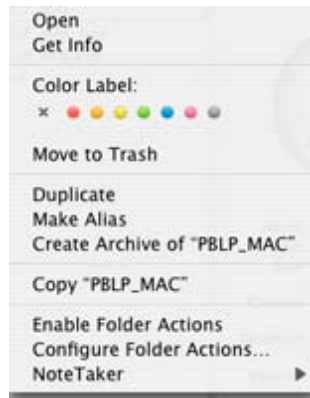 Open
Get Info
Color Label:
×
Move to Trash
Duplicate
Make Alias
Create Archive of “PBLP_MAC”
Copy “PBLP_MAC”
Enable Folder Actions
Configure Folder Actions...
NoteTaker